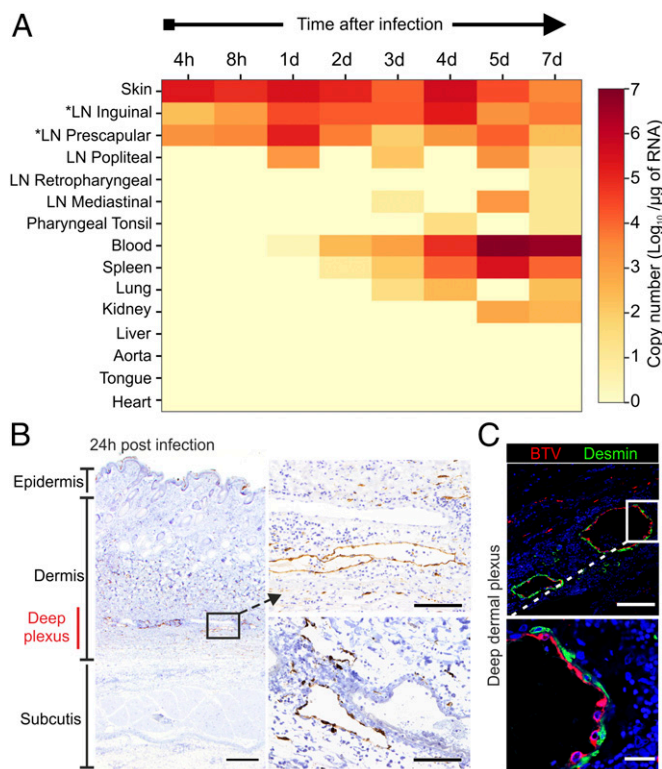 A
Time after infection
4h 8h 1d 2d 3d 4d 5d 7d
Skin
*LN Inguinal
*LN Prescapular
LN Popliteal
LN Retropharyngeal
LN Mediastinal
Pharyngeal Tonsil
Blood
Spleen
Lung
Kidney
Liver
Aorta
Tongue
Heart
7
6
5
4
3
2
1
0
Copy number (Log₁₀ /µg of RNA)
B
24h post infection
Epidermis
Dermis
Deep
plexus
Subcutis
C
BTV Desmin
Deep dermal plexus